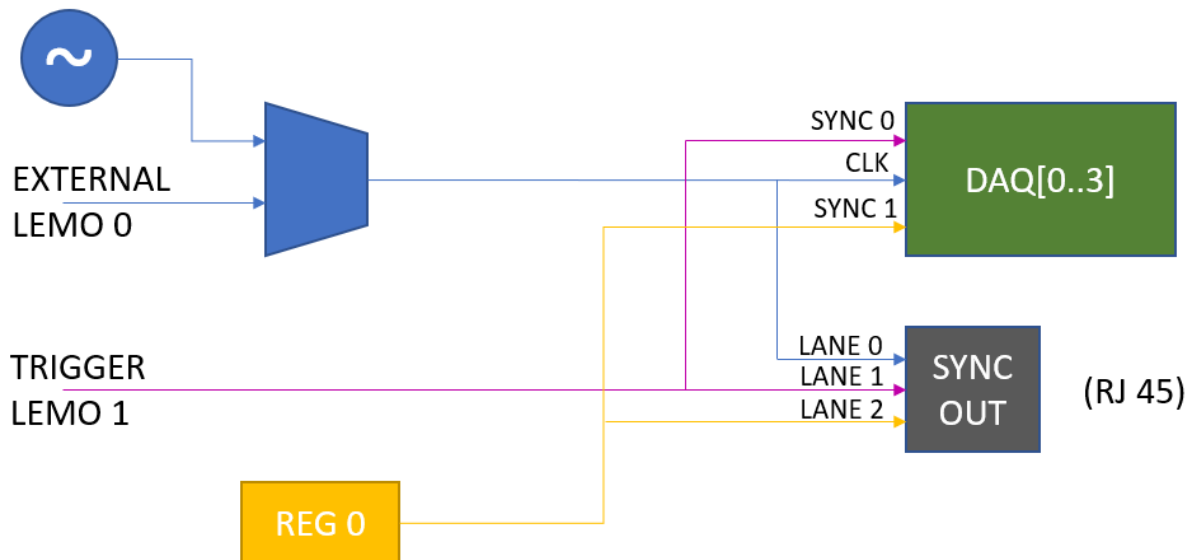 ~
EXTERNAL
LEMO 0
SYNC 0
CLK
SYNC 1
DAQ[0..3]
TRIGGER
LEMO 1
LANE 0
LANE 1
LANE 2
SYNC
OUT
(RJ 45)
REG 0